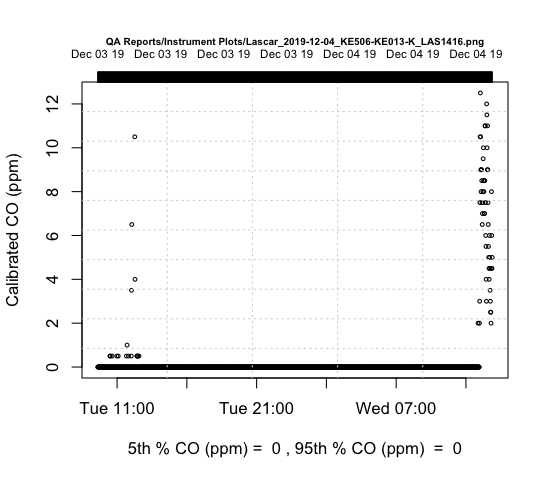 QA Reports/Instrument Plots/Lascar_2019-12-04_KE506-KE013-K_LAS1416.png
Dec 03 19 Dec 03 19 Dec 03 19 Dec 03 19 Dec 04 19 Dec 04 19 Dec 04 19
Calibrated CO (ppm)
12
10
8
6
4
2
0
Tue 11:00 Tue 21:00 Wed 07:00
5th % CO (ppm) = 0 , 95th % CO (ppm) = 0